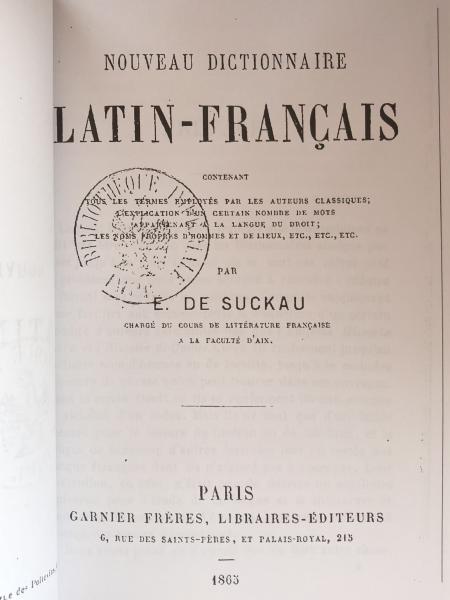 NOUVEAU DICTIONNAIRE
LATIN-FRANÇAIS
CONTENANT
TOUS LES TERMES EMPLOYÉS PAR LES AUTEURS CLASSIQUES;
L'EXPLICATION D'UN CERTAIN NOMBRE DE MOTS
APPARTENANT A LA LANGUE DU DROIT;
LES NOMS PROPRES D'HOMMES ET DE LIEUX, ETC., ETC., ETC.
BIBLIOTHEQUE IMPERIALE
PAR
E. DE SUCKAU
CHARGÉ DU COURS DE LITTÉRATURE FRANÇAISE
A LA FACULTÉ D'AIX.
PARIS
GARNIER FRÈRES, LIBRAIRES-ÉDITEURS
6, RUE DES SAINTS-PÈRES, ET PALAIS-ROYAL, 215
1865